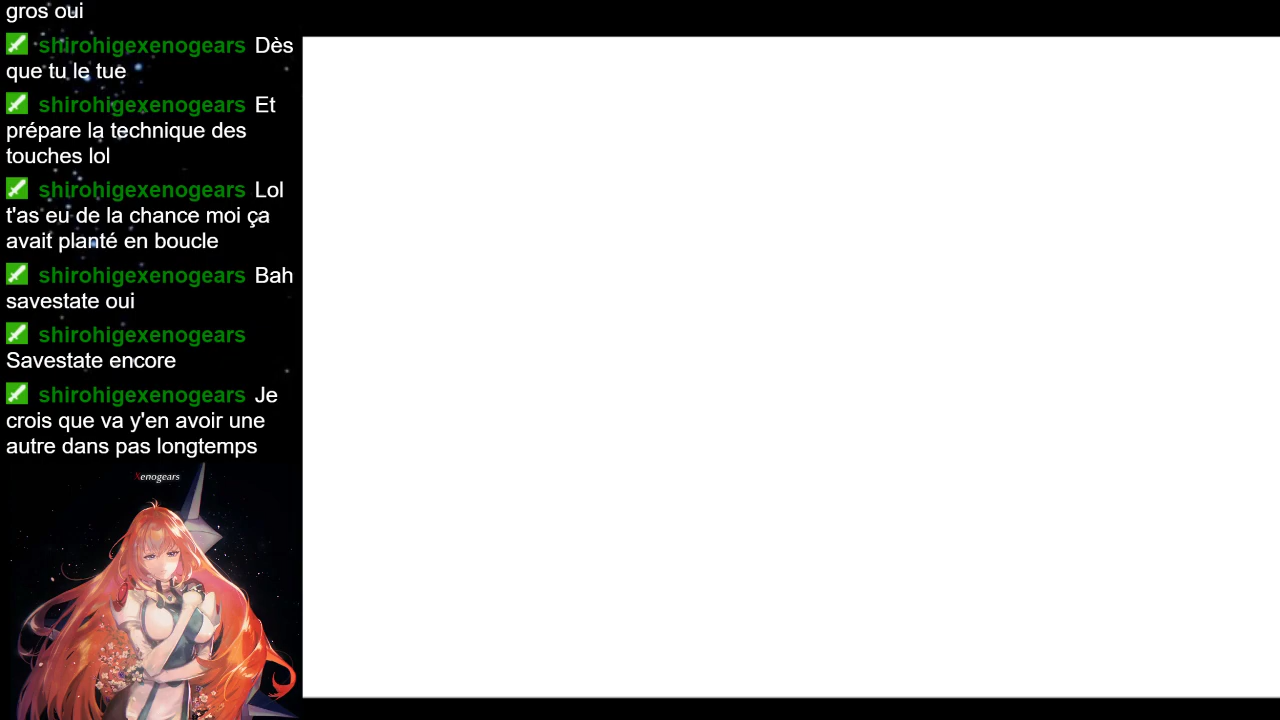 gros oui
shirohigexenogears Dès
que tu le tue
shirohigexenogears Et
prépare la technique des
touches lol
shirohigexenogears Lol
t'as eu de la chance moi ça
avait planté en boucle
shirohigexenogears Bah
savestate oui
shirohigexenogears
Savestate encore
shirohigexenogears Je
crois que va y'en avoir une
autre dans pas longtemps
Xenogears